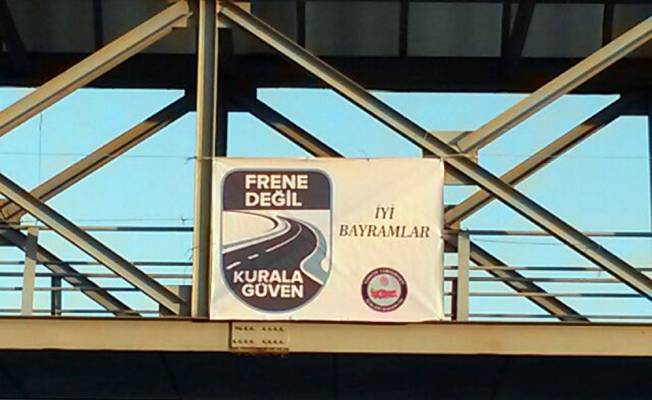 FRENE
DEĞİL
KURALA
GÜVEN
İYİ
BAYRAMLAR